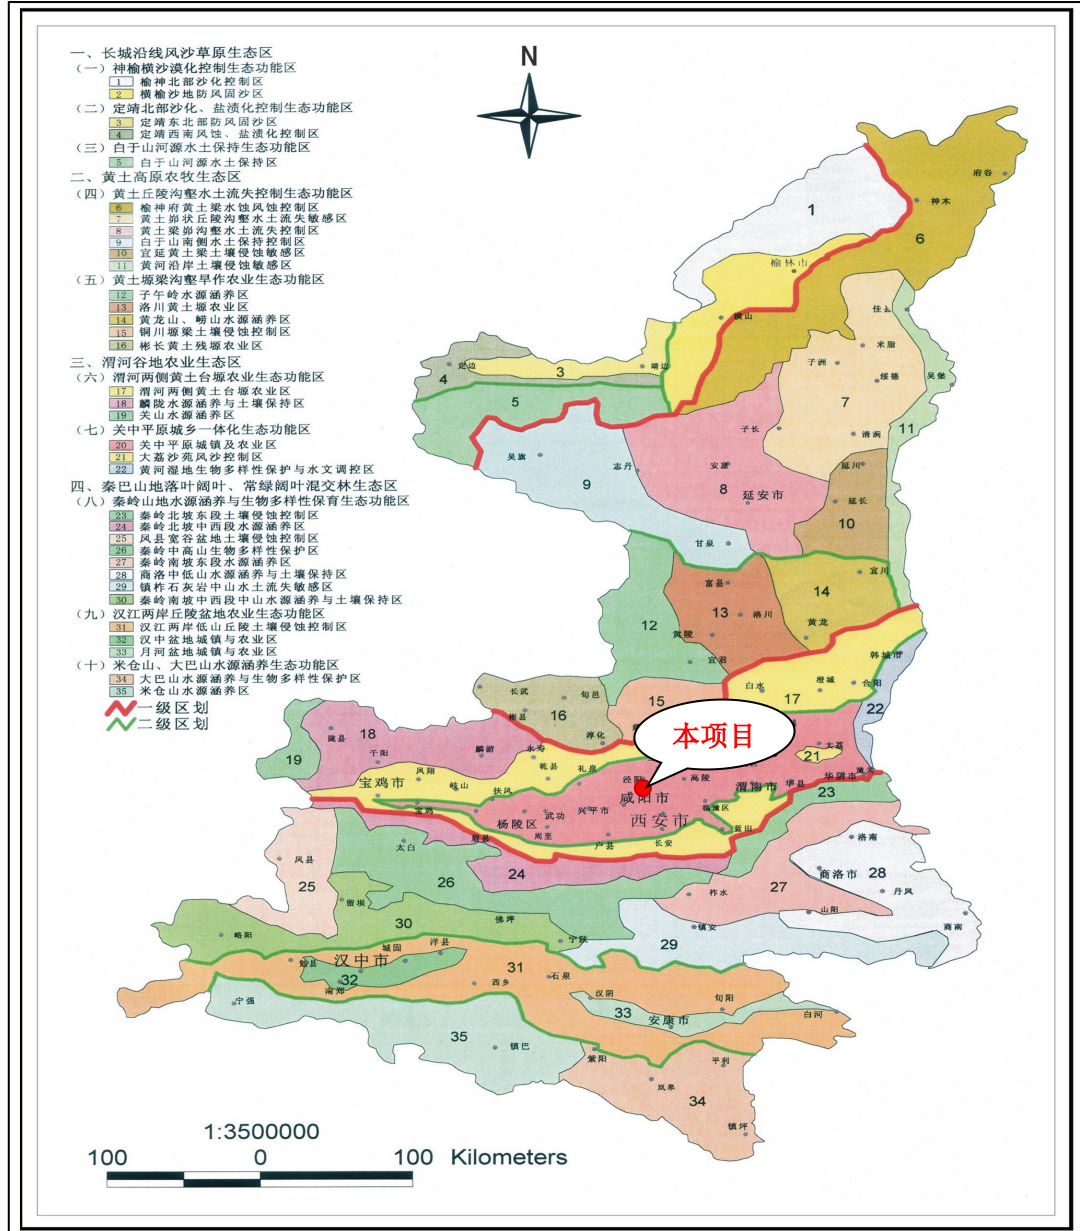 一、长城沿线风沙草原生态区
（一）神榆横沙漠化控制生态功能区
1 榆神北部沙化控制区
2 横榆沙地防风固沙区
（二）定靖北部沙化、盐渍化控制生态功能区
3 定靖东北部防风固沙区
4 定靖西南风蚀、盐渍化控制区
（三）白于山河源水土保持生态功能区
5 白于山河源水土保持区
二、黄土高原农牧生态区
（四）黄土丘陵沟壑水土流失控制生态功能区
6 榆神府黄土梁水蚀风蚀控制区
7 黄土峁状丘陵沟壑水土流失敏感区
8 黄土梁峁沟壑水土流失控制区
9 白于山南侧水土保持控制区
10 宜延黄土梁土壤侵蚀敏感区
11 黄河沿岸土壤侵蚀敏感区
（五）黄土塬梁沟壑旱作农业生态功能区
12 子午岭水源涵养区
13 洛川黄土塬农业区
14 黄龙山、崂山水源涵养区
15 铜川塬梁土壤侵蚀控制区
16 彬长黄土残塬农业区
三、渭河谷地农业生态区
（六）渭河两侧黄土台塬农业生态功能区
17 渭河两侧黄土台塬农业区
18 麟陇水源涵养与土壤保持区
19 关山水源涵养区
（七）关中平原城乡一体化生态功能区
20 关中平原城镇及农业区
21 大荔沙苑风沙控制区
22 黄河湿地生物多样性保护与水文调控区
四、秦巴山地落叶阔叶、常绿阔叶混交林生态区
（八）秦岭山地水源涵养与生物多样性保育生态功能区
23 秦岭北坡东段土壤侵蚀控制区
24 秦岭北坡中西段水源涵养区
25 凤县宽谷盆地土壤侵蚀控制区
26 秦岭中高山生物多样性保护区
27 秦岭南坡东段水源涵养区
28 商洛中低山水源涵养与土壤保持区
29 镇柞石灰岩中山水土流失敏感区
30 秦岭南坡中西段中山水源涵养与土壤保持区
（九）汉江两岸丘陵盆地农业生态功能区
31 汉江两岸低山丘陵土壤侵蚀控制区
32 汉中盆地城镇与农业区
33 月河盆地城镇与农业区
（十）米仓山、大巴山水源涵养生态功能区
34 大巴山水源涵养与生物多样性保护区
35 米仓山水源涵养区
一级区划
二级区划
N
府谷
神木
1
6
榆林市
横山
佳县
米脂
子洲
绥德
吴堡
定边
靖边
4
3
5
7
11
子长
清涧
吴旗
志丹
安塞
延川
9
8
延安市
延长
10
甘泉
宜川
富县
14
12
13
洛川
黄龙
黄陵
宜君
韩城市
白水
澄城
合阳
17
22
长武
旬邑
15
16
彬县
淳化
本项目
18
陇县
千阳
麟游
永寿
大荔
21
19
乾县
礼泉
泾阳
高陵
潼关
华阴市
凤翔
宝鸡市
岐山
扶风
渭南市
华县
23
咸阳市
宝鸡
武功
兴平市
临潼区
杨陵区
西安市
周至
蓝田
眉县
户县
长安
太白
洛南
凤县
24
商洛市
28
25
26
27
柞水
丹凤
留坝
山阳
佛坪
30
镇安
商南
略阳
宁陕
29
洋县
城固
勉县
汉中市
31
32
石泉
西乡
南郑
汉阴
旬阳
宁强
33
安康市
白河
35
镇巴
紫阳
平利
岚皋
34
镇坪
1:3500000
100 0 100 Kilometers